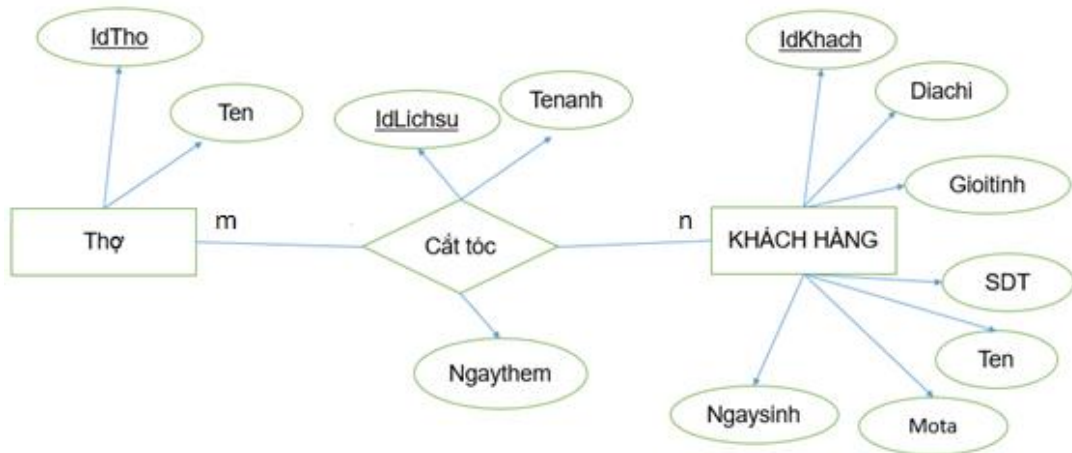 IdTho
Ten
Thợ
m
IdLichsu
Tenanh
Cắt tóc
Ngaythem
n
IdKhach
Diachi
Gioitinh
KHÁCH HÀNG
SDT
Ten
Mota
Ngaysinh